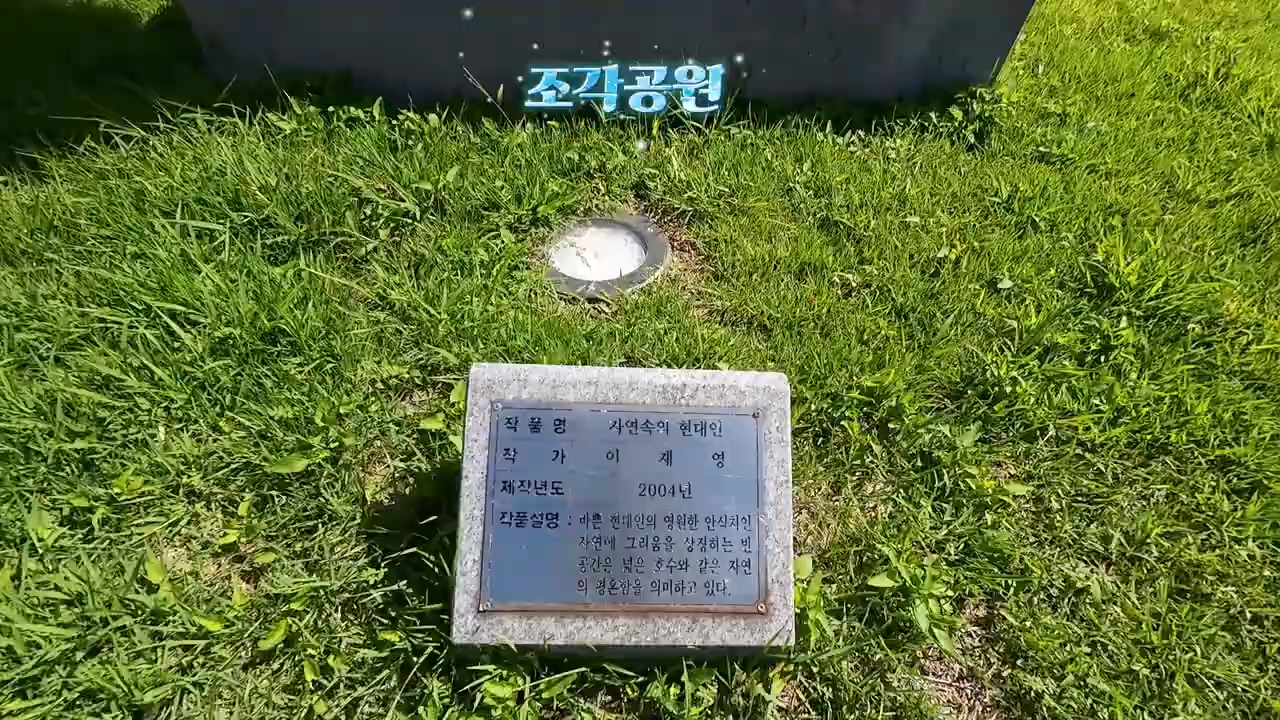 조각공원
작 품 명 자연속의 현대인
작 가 이 재 영
제작년도 2004년
작품설명 : 바쁜 현대인의 영원한 안식처인
자연에 그리움을 상징하는 빈
공간은 넓은 호수와 같은 자연
의 평온함을 의미하고 있다.